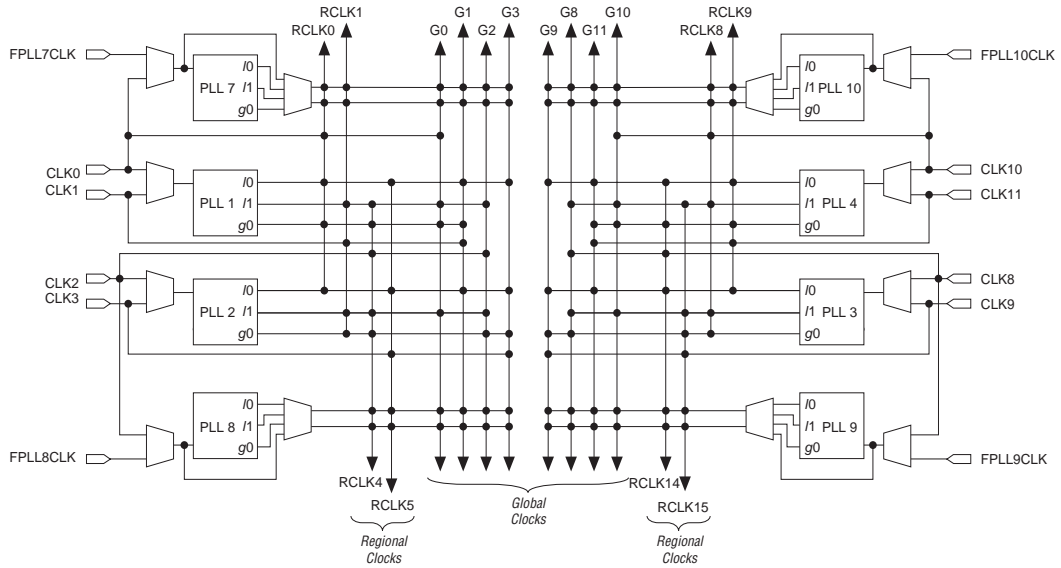 RCLK1 G1 G3 G8 G10 RCLK9
RCLK0 G0 G2 G9 G11 RCLK8
FPLL7CLK PLL 7 l0 l1 g0 l0 l1 PLL 10 g0 FPLL10CLK
CLK0 CLK10
CLK1 PLL 1 l0 l1 g0 l0 l1 PLL 4 g0 CLK11
CLK2 CLK8
CLK3 PLL 2 l0 l1 g0 l0 l1 PLL 3 g0 CLK9
PLL 8 l0 l1 g0 l0 l1 PLL 9 g0
FPLL8CLK FPLL9CLK
RCLK4 RCLK14
RCLK5 RCLK15
Global
Clocks
Regional
Clocks
Regional
Clocks